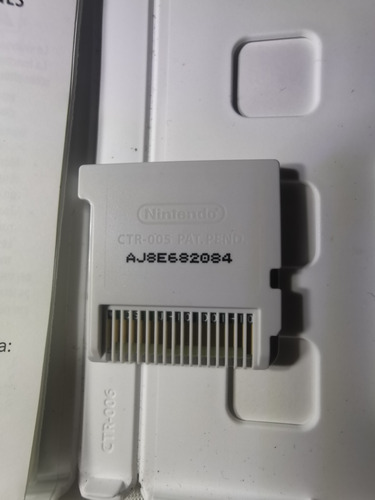 Nintendo
CTR-005 PAT.PEND.
AJ8E682084
a:
CTR-006